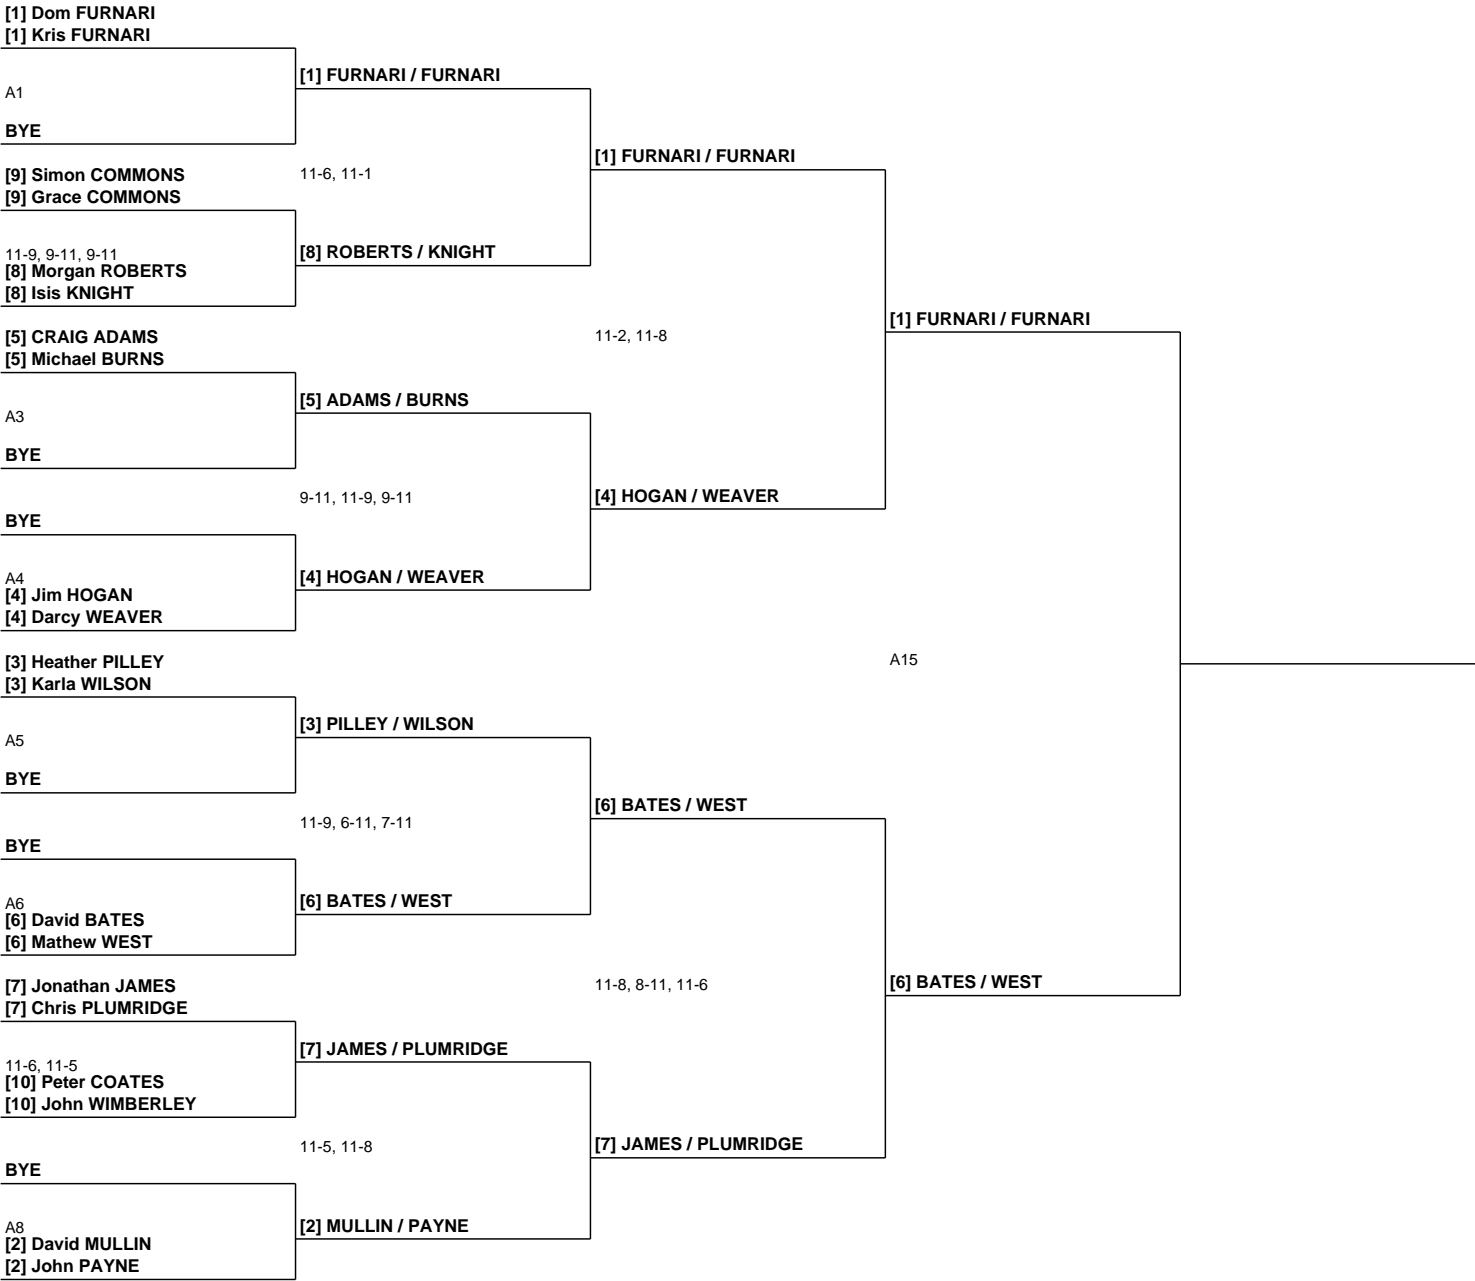 [1] Dom FURNARI
[1] Kris FURNARI
[1] FURNARI / FURNARI
A1
BYE
[1] FURNARI / FURNARI
[9] Simon COMMONS
11-6, 11-1
[9] Grace COMMONS
11-9, 9-11, 9-11
[8] ROBERTS / KNIGHT
[8] Morgan ROBERTS
[8] Isis KNIGHT
[1] FURNARI / FURNARI
[5] CRAIG ADAMS
11-2, 11-8
[5] Michael BURNS
[5] ADAMS / BURNS
A3
BYE
9-11, 11-9, 9-11
[4] HOGAN / WEAVER
BYE
A4
[4] HOGAN / WEAVER
[4] Jim HOGAN
[4] Darcy WEAVER
[3] Heather PILLEY
A15
[3] Karla WILSON
[3] PILLEY / WILSON
A5
BYE
[6] BATES / WEST
11-9, 6-11, 7-11
BYE
A6
[6] BATES / WEST
[6] David BATES
[6] Mathew WEST
[7] Jonathan JAMES
11-8, 8-11, 11-6
[6] BATES / WEST
[7] Chris PLUMRIDGE
[7] JAMES / PLUMRIDGE
11-6, 11-5
[10] Peter COATES
[10] John WIMBERLEY
11-5, 11-8
[7] JAMES / PLUMRIDGE
BYE
A8
[2] MULLIN / PAYNE
[2] David MULLIN
[2] John PAYNE